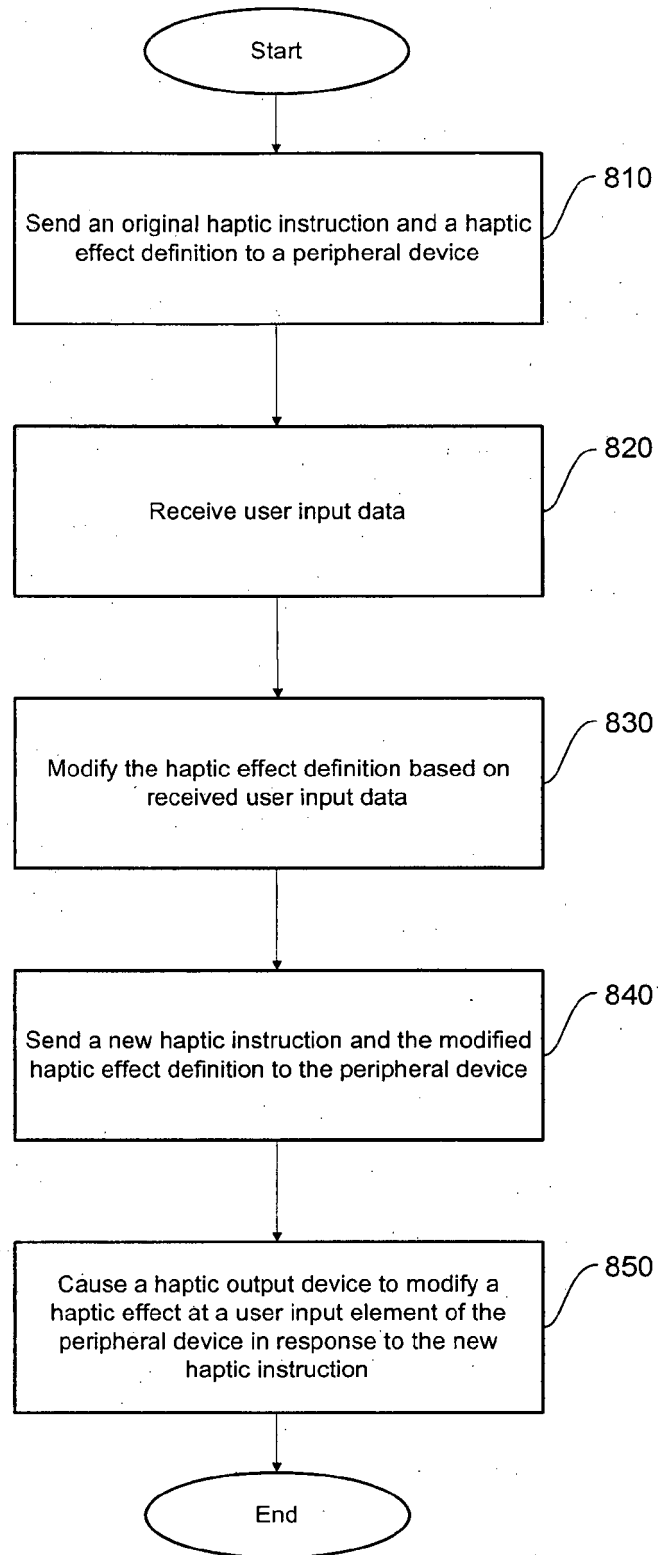 Start
810
Send an original haptic instruction and a haptic
effect definition to a peripheral device
820
Receive user input data
830
Modify the haptic effect definition based on
received user input data
840
Send a new haptic instruction and the modified
haptic effect definition to the peripheral device
850
Cause a haptic output device to modify a
haptic effect at a user input element of the
peripheral device in response to the new
haptic instruction
End